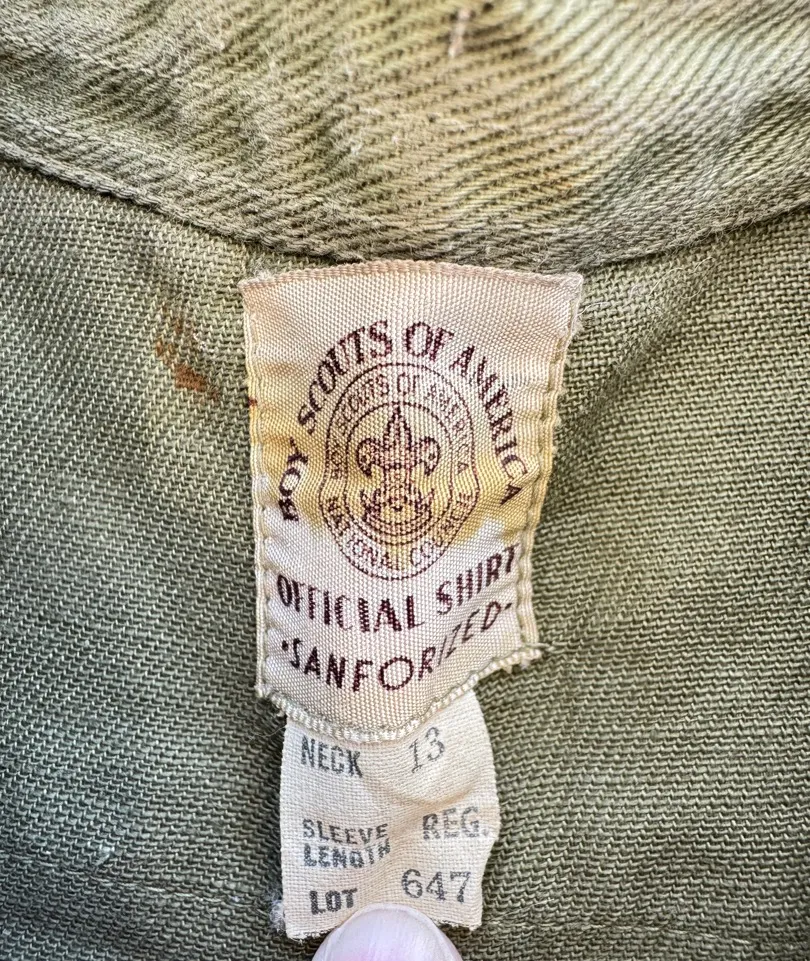 BOY SCOUTS OF AMERICA
BOY SCOUTS OF AMERICA
NATIONAL COUNCIL
OFFICIAL SHIRT
·SANFORIZED·
NECK 13
SLEEVE LENGTH REG.
LOT 647